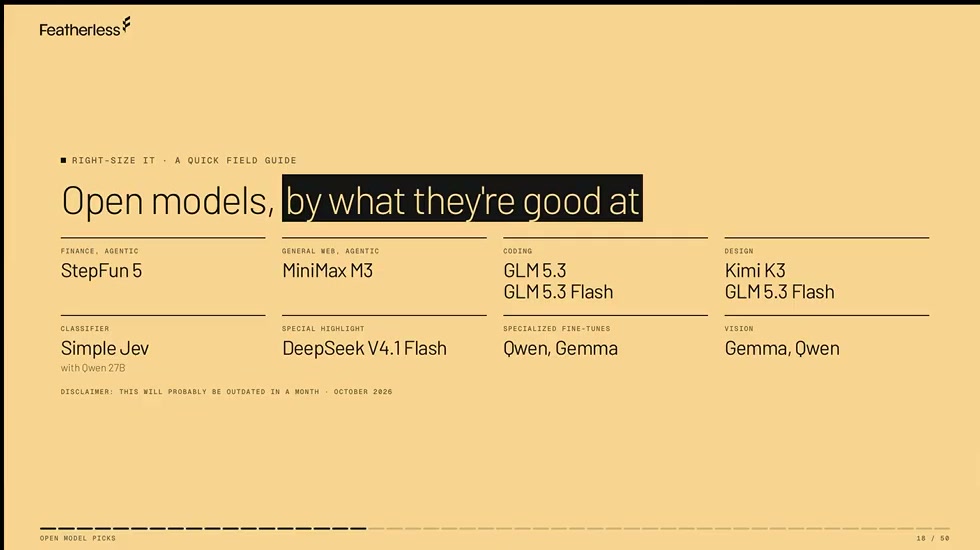 Featherless
RIGHT-SIZE IT · A QUICK FIELD GUIDE
Open models, by what they're good at
FINANCE, AGENTIC
StepFun 5
GENERAL WEB, AGENTIC
MiniMax M3
CODING
GLM 5.3
GLM 5.3 Flash
DESIGN
Kimi K3
GLM 5.3 Flash
CLASSIFIER
Simple Jev
with Qwen 27B
SPECIAL HIGHLIGHT
DeepSeek V4.1 Flash
SPECIALIZED FINE-TUNES
Qwen, Gemma
VISION
Gemma, Qwen
DISCLAIMER: THIS WILL PROBABLY BE OUTDATED IN A MONTH · OCTOBER 2026
OPEN MODEL PICKS
18 / 50